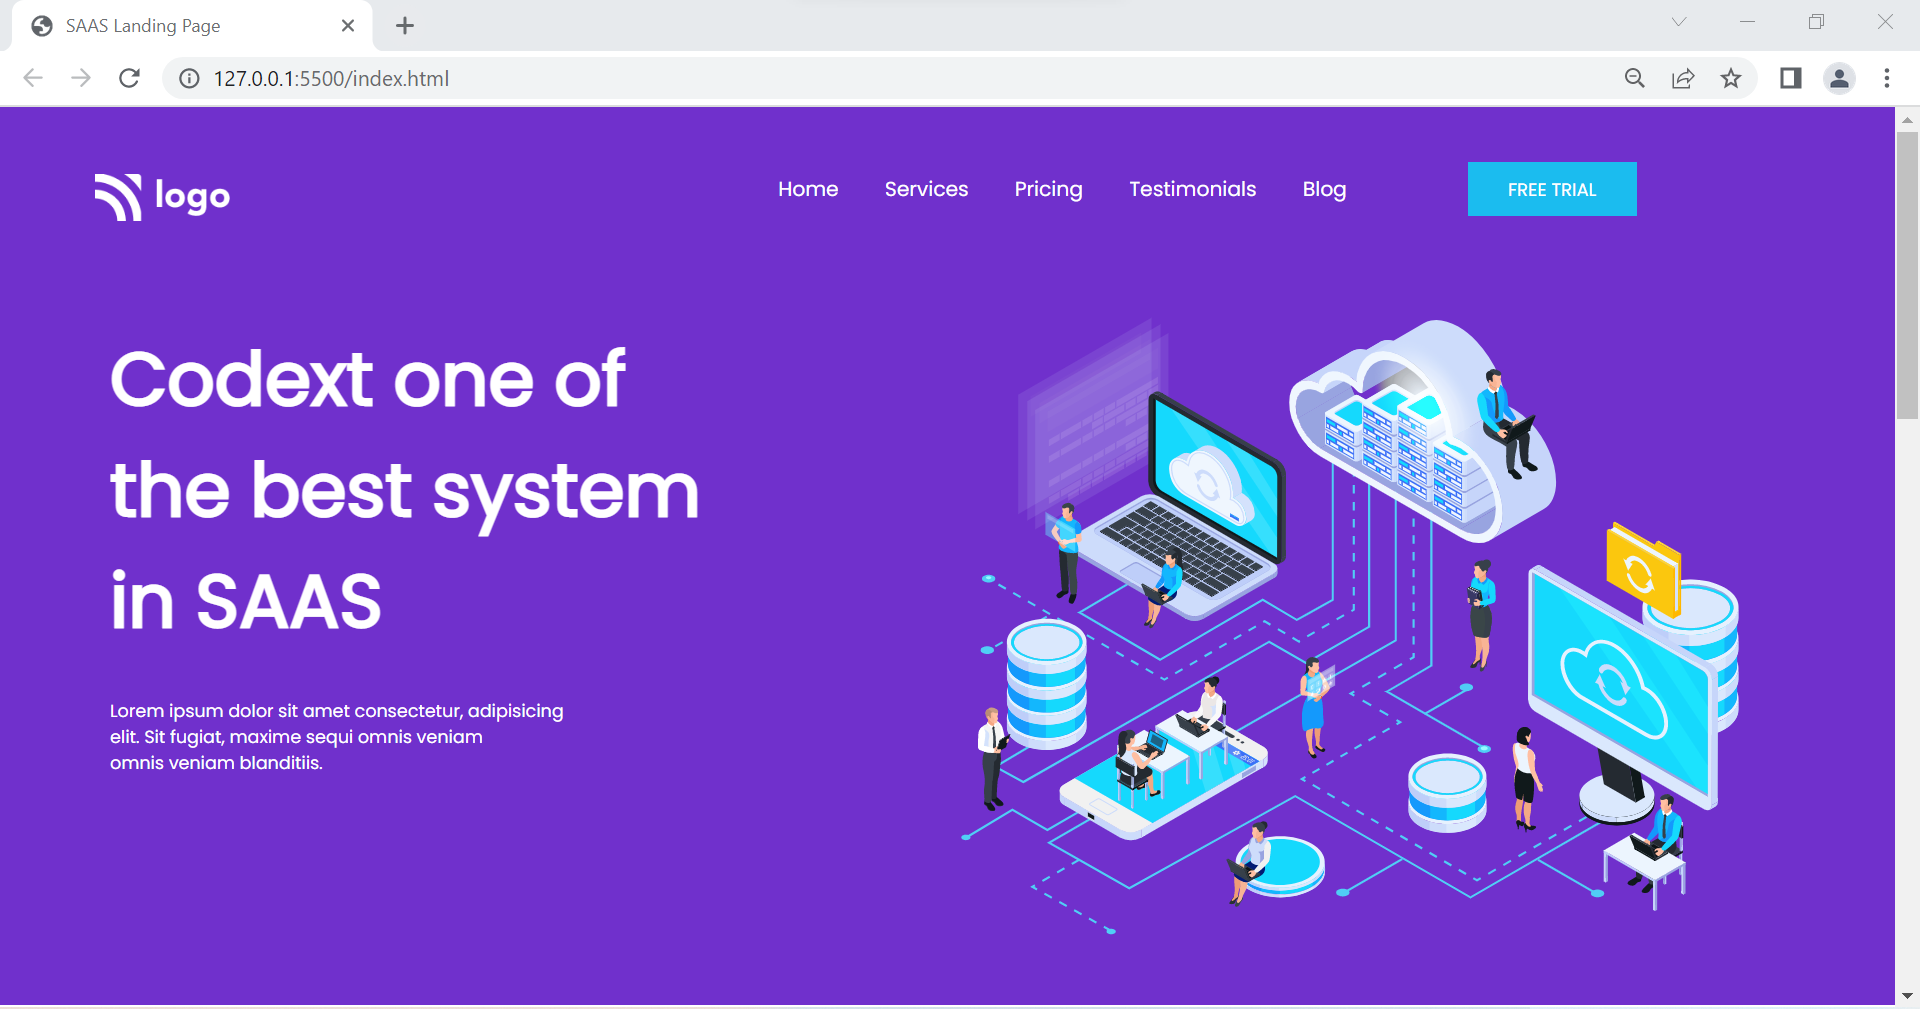 SAAS Landing Page
127.0.0.1:5500/index.html
logo
Home Services Pricing Testimonials Blog FREE TRIAL
Codext one of
the best system
in SAAS
Lorem ipsum dolor sit amet consectetur, adipisicing
elit. Sit fugiat, maxime sequi omnis veniam
omnis veniam blanditiis.